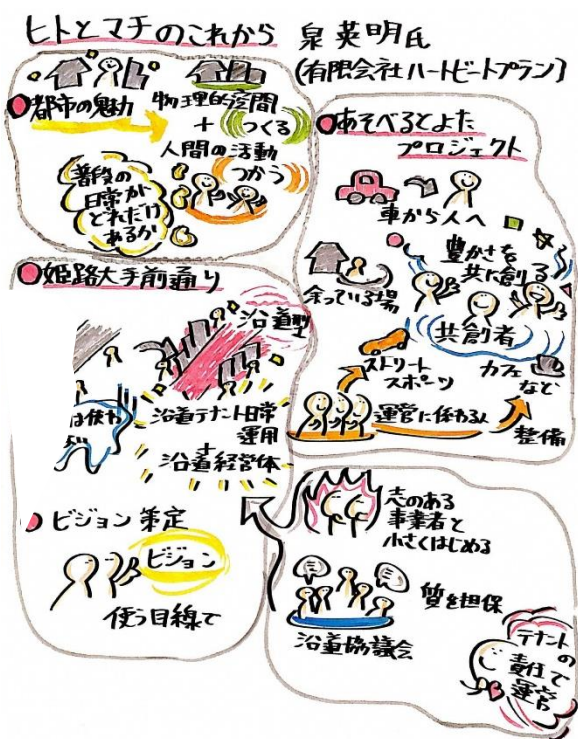 ヒトとマチのこれから 泉英明氏
(有限会社ハートビートプラン)
都市の魅力
物理的空間
+ つくる
人間の活動
つかう
普段の
日常が
どれだけ
あるか
あそべるとよた
プロジェクト
車から人へ
豊かさを
共に創る
余っている場
共創者
ストリート
スポーツ
カフェ
など
運営に係わる人
整備
姫路大手前通り
沿道型
は使わ
沿道テナント日常
運用
+
沿道経営体
ビジョン策定
ビジョン
使う目線で
志のある
事業者と
小さくはじめる
質を担保
沿道協議会
テナント
の
責任で
運営